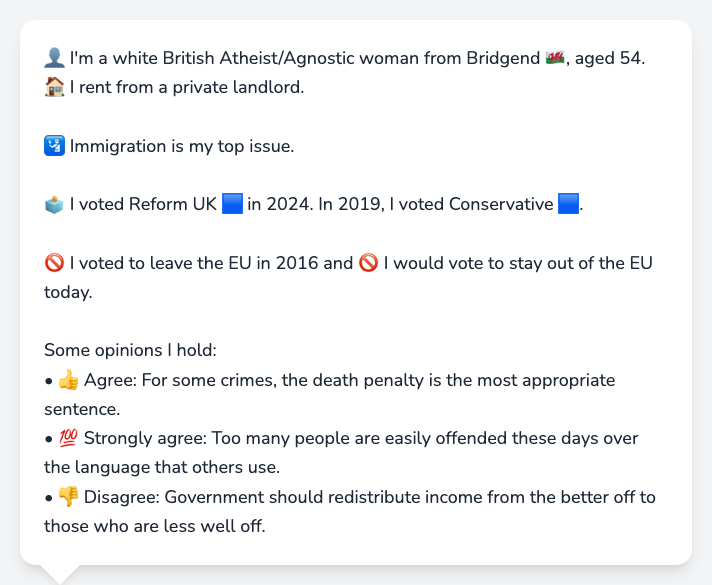 👤 I'm a white British Atheist/Agnostic woman from Bridgend 🏴󠁧󠁢󠁷󠁬󠁳󠁿, aged 54.
🏠 I rent from a private landlord.
🛂 Immigration is my top issue.
🗳️ I voted Reform UK 🟦 in 2024. In 2019, I voted Conservative 🟦.
🚫 I voted to leave the EU in 2016 and 🚫 I would vote to stay out of the EU
today.
Some opinions I hold:
• 👍 Agree: For some crimes, the death penalty is the most appropriate
sentence.
• 💯 Strongly agree: Too many people are easily offended these days over
the language that others use.
• 👎 Disagree: Government should redistribute income from the better off to
those who are less well off.